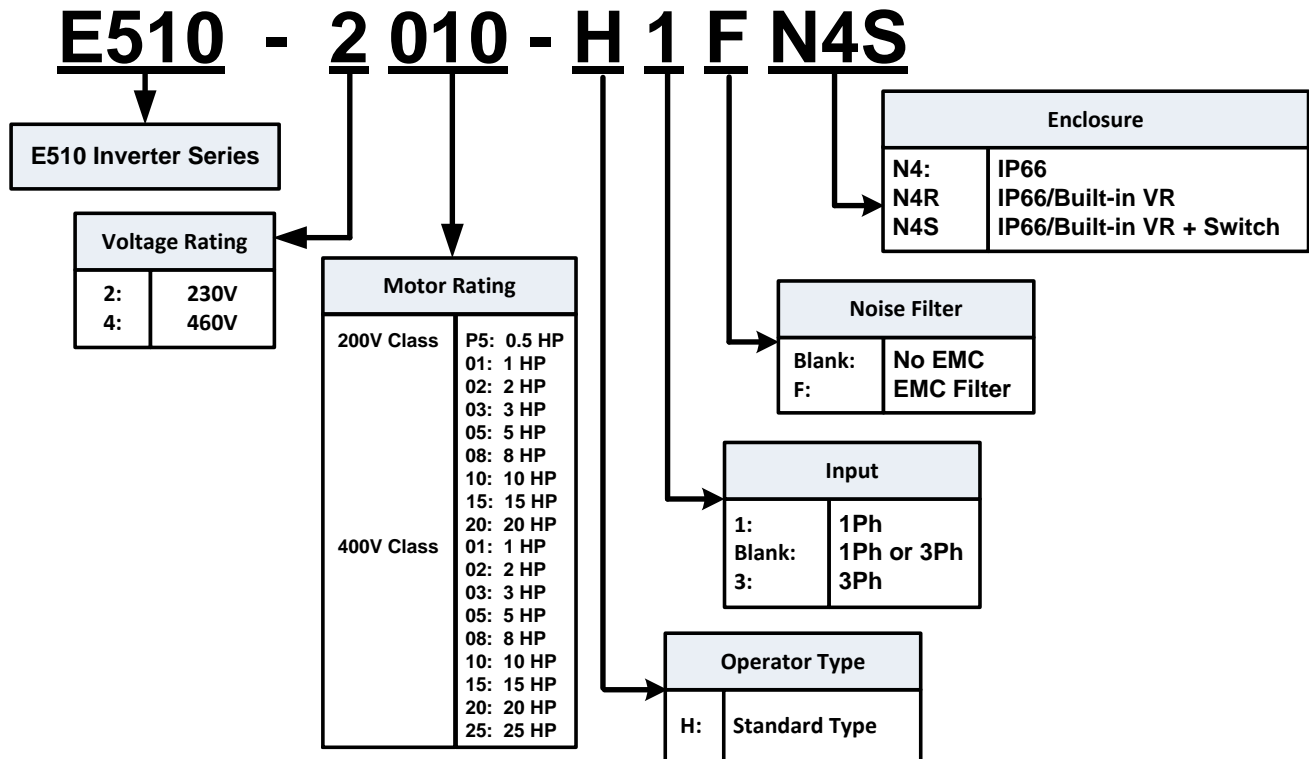 E510 - 2 010 - H 1 F N4S
E510 Inverter Series
Enclosure
N4: IP66
N4R IP66/Built-in VR
N4S IP66/Built-in VR + Switch
Voltage Rating
2: 230V
4: 460V
Motor Rating
200V Class P5: 0.5 HP
01: 1 HP
02: 2 HP
03: 3 HP
05: 5 HP
08: 8 HP
10: 10 HP
15: 15 HP
20: 20 HP
400V Class 01: 1 HP
02: 2 HP
03: 3 HP
05: 5 HP
08: 8 HP
10: 10 HP
15: 15 HP
20: 20 HP
25: 25 HP
Noise Filter
Blank: No EMC
F: EMC Filter
Input
1: 1Ph
Blank: 1Ph or 3Ph
3: 3Ph
Operator Type
H: Standard Type